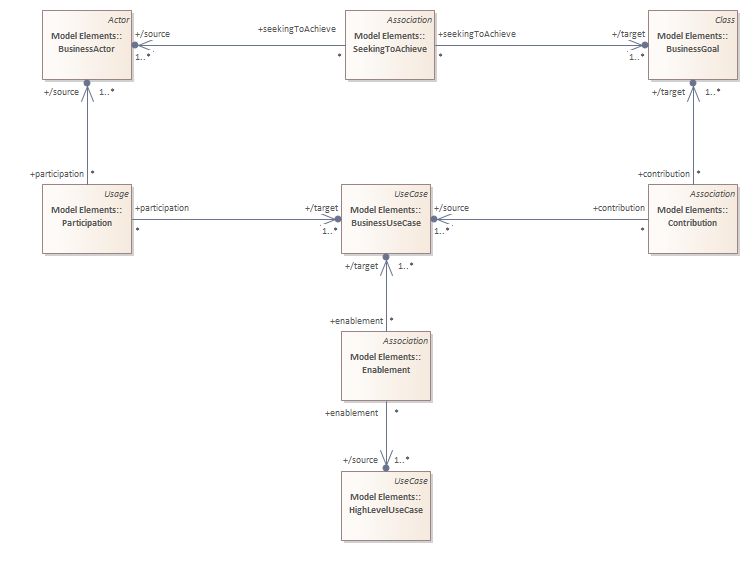 Actor
Model Elements::
BusinessActor
+/source
1..*
+seekingToAchieve
*
Association
Model Elements::
SeekingToAchieve
+seekingToAchieve
*
+/target
1..*
Class
Model Elements::
BusinessGoal
+/source
1..*
+/target
1..*
+participation
*
+contribution
*
Usage
Model Elements::
Participation
+participation
*
+/target
1..*
UseCase
Model Elements::
BusinessUseCase
+/source
1..*
+contribution
*
Association
Model Elements::
Contribution
+/target
1..*
+enablement
*
Association
Model Elements::
Enablement
+enablement
*
+/source
1..*
UseCase
Model Elements::
HighLevelUseCase